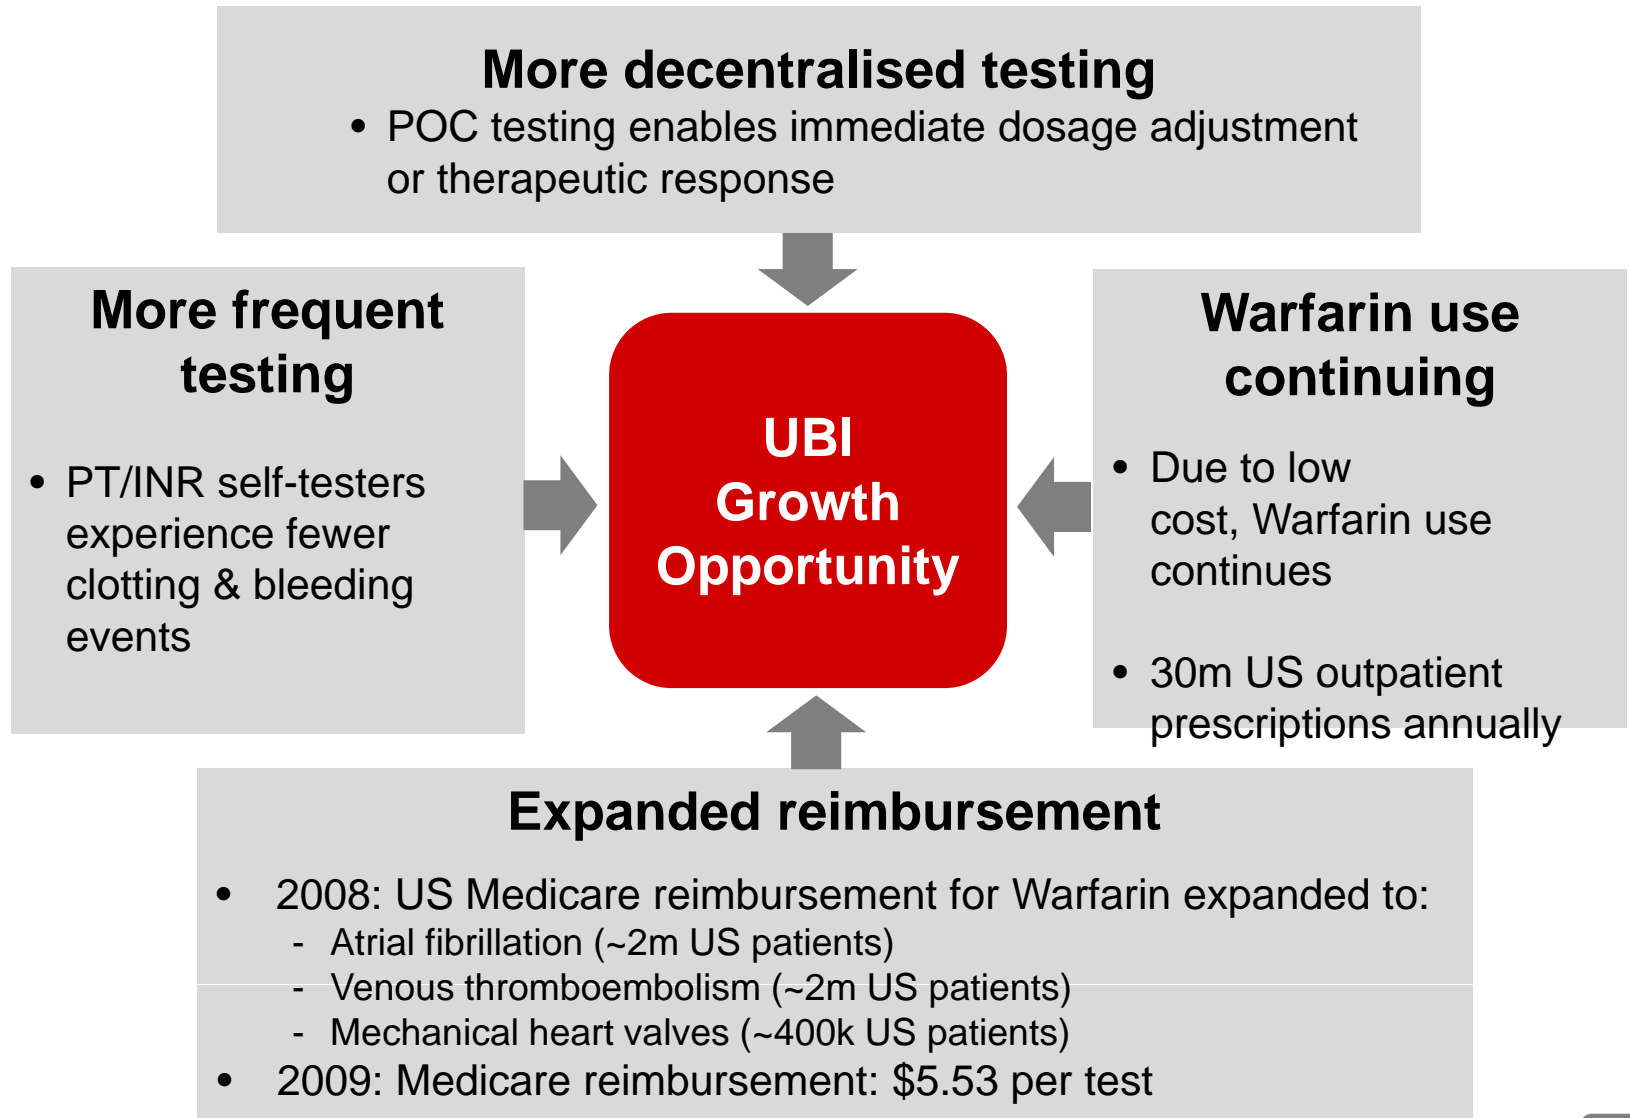 More decentralised testing
• POC testing enables immediate dosage adjustment
or therapeutic response
More frequent
testing
• PT/INR self-testers
experience fewer
clotting & bleeding
events
UBI
Growth
Opportunity
Warfarin use
continuing
• Due to low
cost, Warfarin use
continues
• 30m US outpatient
prescriptions annually
Expanded reimbursement
• 2008: US Medicare reimbursement for Warfarin expanded to:
- Atrial fibrillation (~2m US patients)
- Venous thromboembolism (~2m US patients)
- Mechanical heart valves (~400k US patients)
• 2009: Medicare reimbursement: $5.53 per test